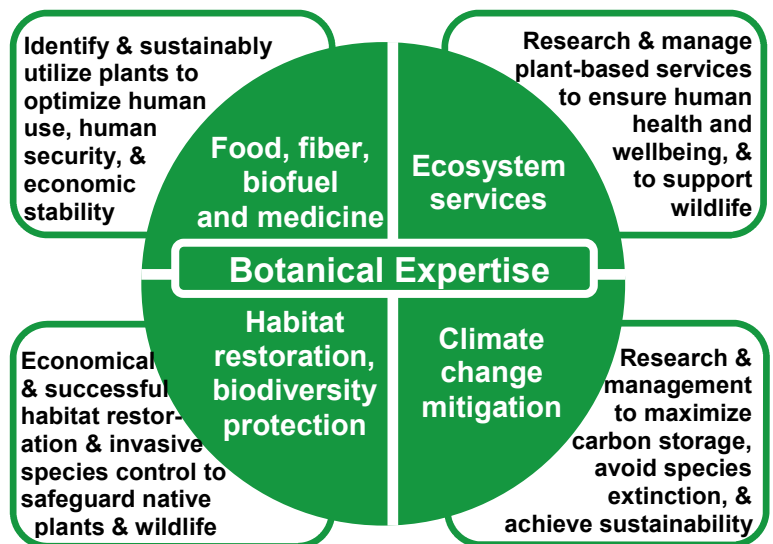 Identify & sustainably
utilize plants to
optimize human
use, human
security, &
economic
stability
Food, fiber,
biofuel
and medicine
Ecosystem
services
Research & manage
plant-based services
to ensure human
health and
wellbeing, &
to support
wildlife
Botanical Expertise
Economical
& successful
habitat restor-
ation & invasive
species control to
safeguard native
plants & wildlife
Habitat
restoration,
biodiversity
protection
Climate
change
mitigation
Research &
management
to maximize
carbon storage,
avoid species
extinction, &
achieve sustainability